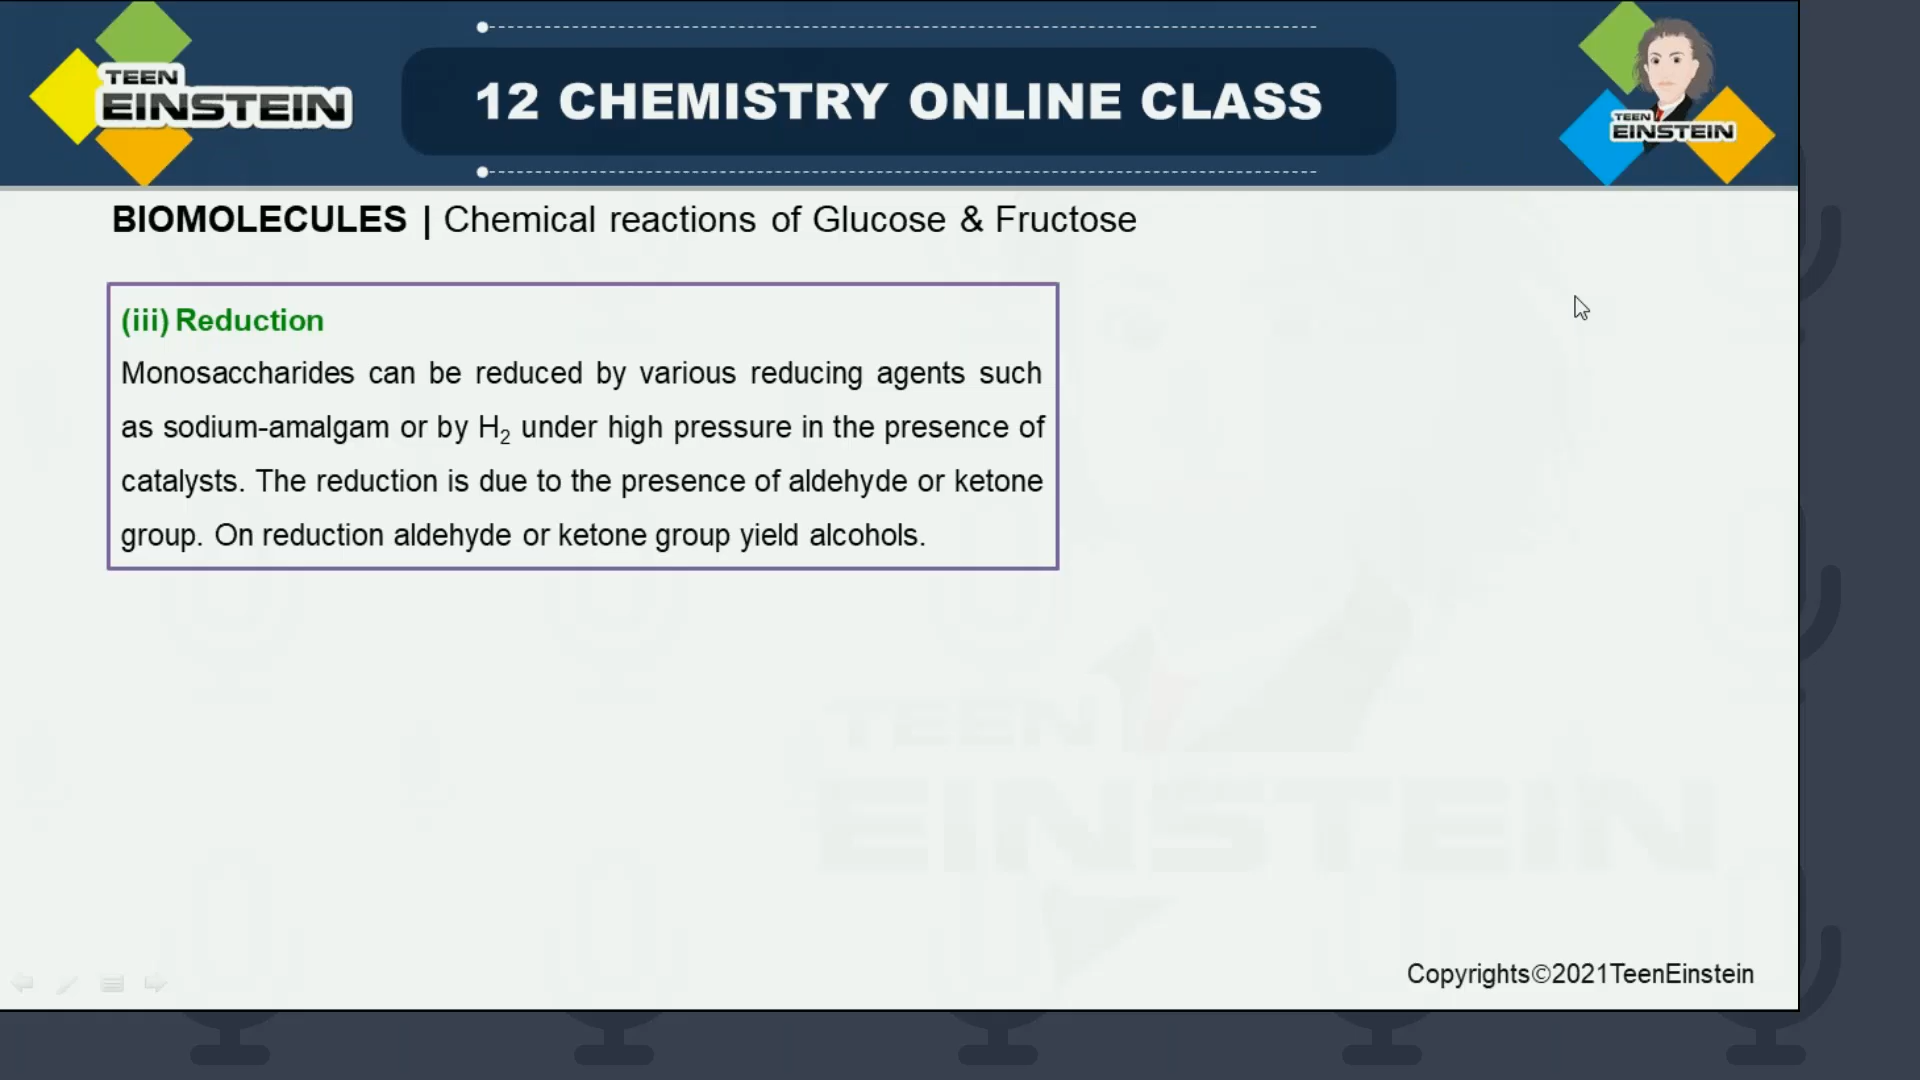 TEEN
EINSTEIN
12 CHEMISTRY ONLINE CLASS
TEEN
EINSTEIN
BIOMOLECULES | Chemical reactions of Glucose & Fructose
(iii) Reduction
Monosaccharides can be reduced by various reducing agents such
as sodium-amalgam or by H₂ under high pressure in the presence of
catalysts. The reduction is due to the presence of aldehyde or ketone
group. On reduction aldehyde or ketone group yield alcohols.
TEEN
EINSTEIN
Copyrights©2021TeenEinstein